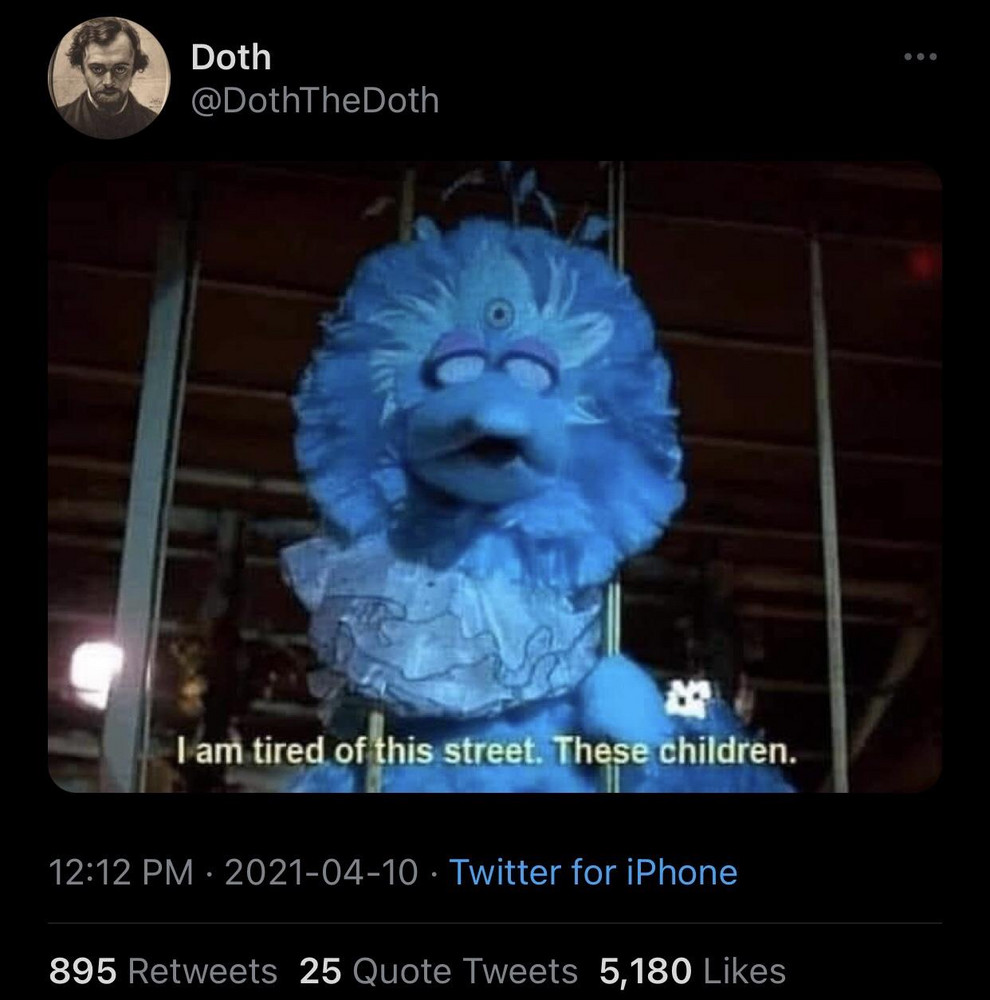 Doth
@DothTheDoth
I am tired of this street. These children.
12:12 PM · 2021-04-10 · Twitter for iPhone
895 Retweets 25 Quote Tweets 5,180 Likes